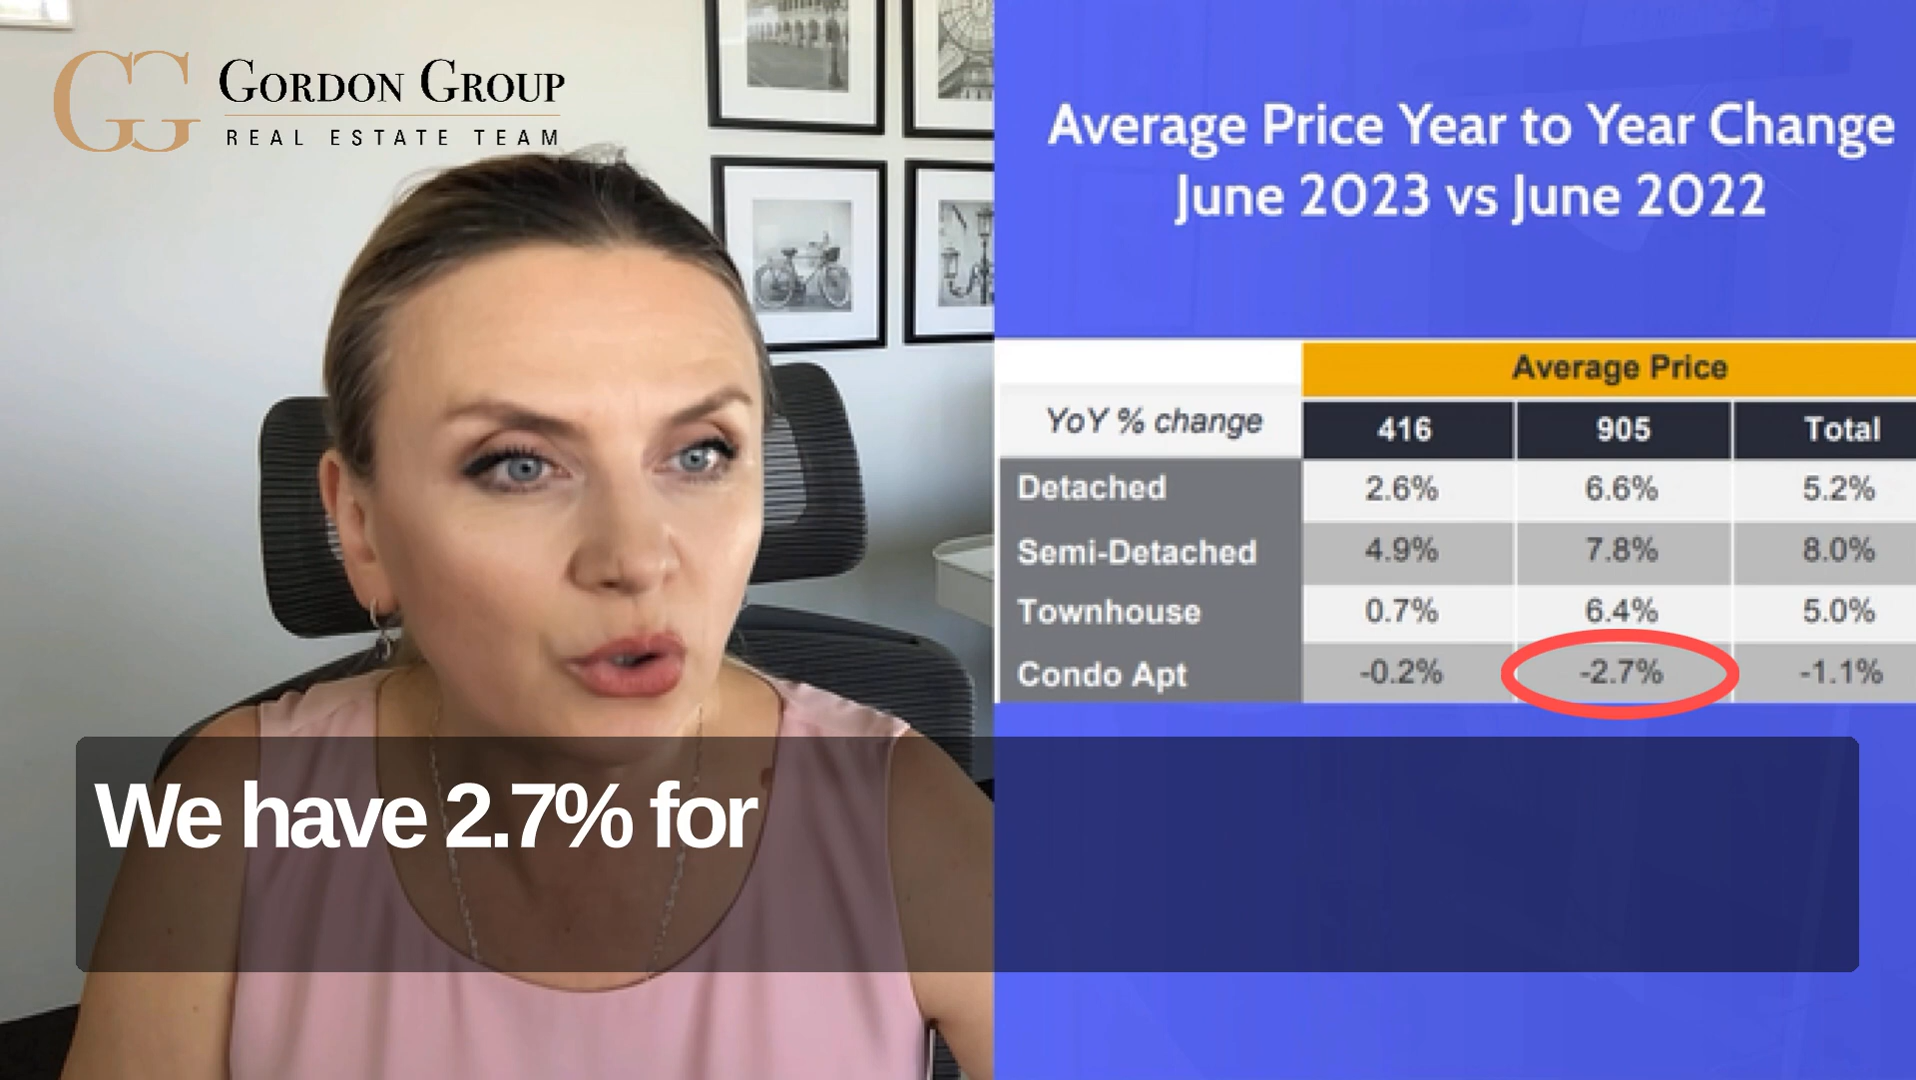 GG GORDON GROUP
REAL ESTATE TEAM
Average Price Year to Year Change
June 2023 vs June 2022
Average Price
YoY % change 416 905 Total
Detached 2.6% 6.6% 5.2%
Semi-Detached 4.9% 7.8% 8.0%
Townhouse 0.7% 6.4% 5.0%
Condo Apt -0.2% -2.7% -1.1%
We have 2.7% for